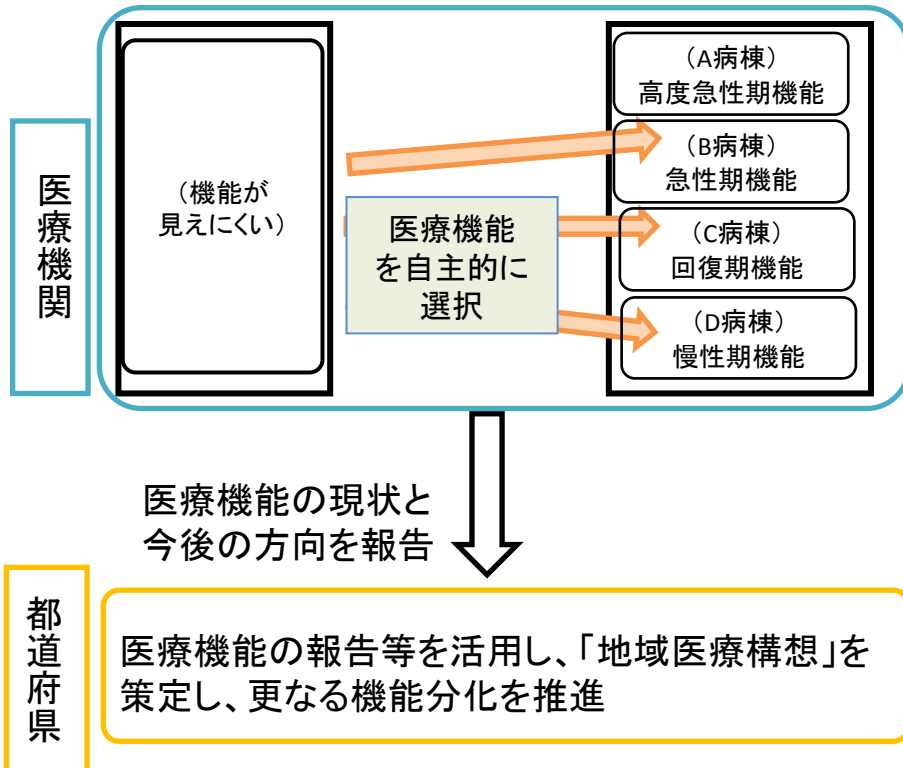 医療機関
（機能が
見えにくい）
医療機能
を自主的に
選択
（A病棟）
高度急性期機能
（B病棟）
急性期機能
（C病棟）
回復期機能
（D病棟）
慢性期機能
医療機能の現状と
今後の方向を報告
都道府県
医療機能の報告等を活用し、「地域医療構想」を
策定し、更なる機能分化を推進